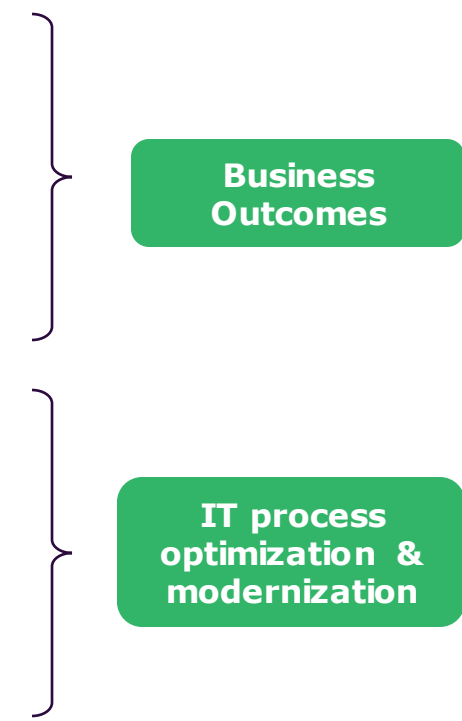 Business
Outcomes
IT process
optimization &
modernization